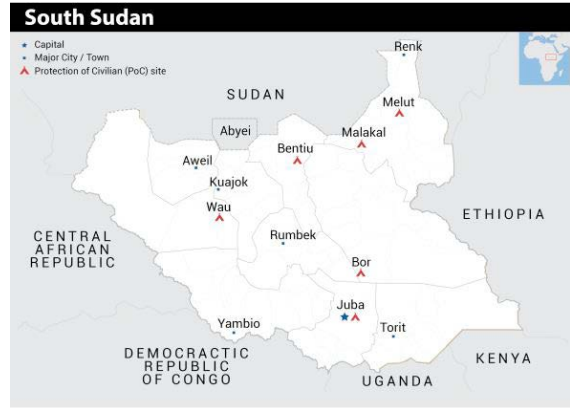 South Sudan
Capital
Major City / Town
Protection of Civilian (PoC) site
Renk
SUDAN
Melut
Abyei
Malakal
Bentiu
Aweil
Kuajok
Wau
ETHIOPIA
CENTRAL
AFRICAN
REPUBLIC
Rumbek
Bor
Juba
Yambio
Torit
DEMOCRACTIC
REPUBLIC
OF CONGO
KENYA
UGANDA